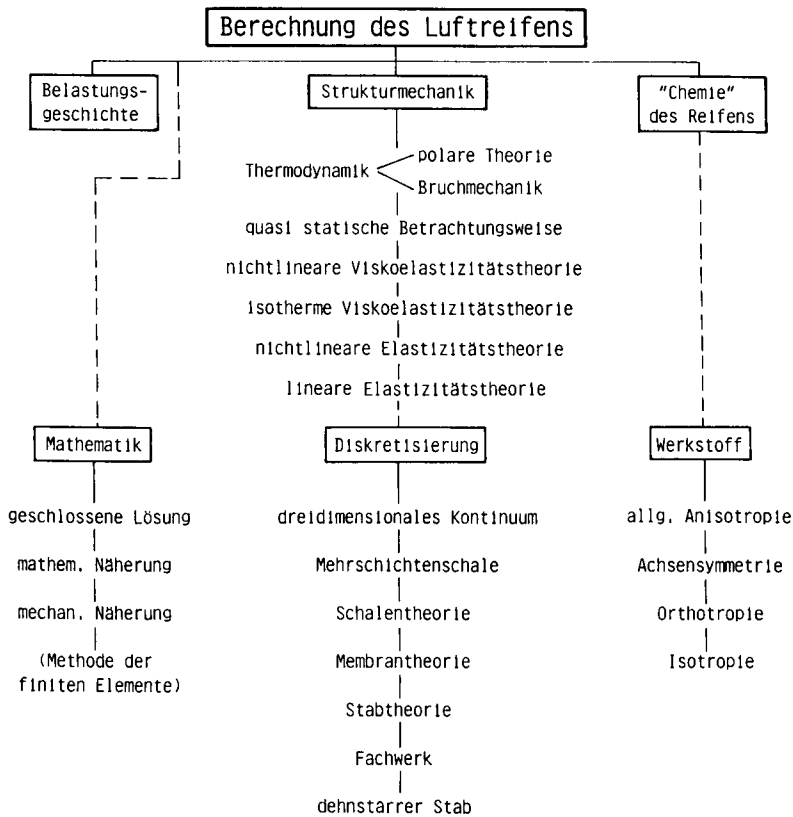 Berechnung des Luftreifens
Belastungs-
geschichte
Strukturmechanik
"Chemie"
des Reifens
Thermodynamik
polare Theorie
Bruchmechanik
quasi statische Betrachtungsweise
nichtlineare Viskoelastizitätstheorie
isotherme Viskoelastizitätstheorie
nichtlineare Elastizitätstheorie
lineare Elastizitätstheorie
Mathematik
geschlossene Lösung
mathem. Näherung
mechan. Näherung
(Methode der
finiten Elemente)
Diskretisierung
dreidimensionales Kontinuum
Mehrschichtenschale
Schalentheorie
Membrantheorie
Stabtheorie
Fachwerk
dehnstarrer Stab
Werkstoff
allg. Anisotropie
Achsensymmetrie
Orthotropie
Isotropie